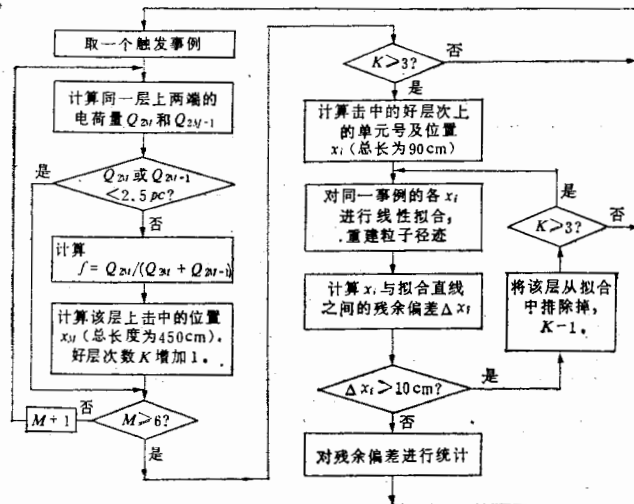 取一个触发事例
计算同一层上两端的
电荷量 Q₂M 和 Q₂M-1
是
Q₂M 或 Q₂M-1
<2.5 pc?
否
计算
f = Q₂M/(Q₂M + Q₂M-1)
计算该层上击中的位置
xM (总长度为450cm),
好层次数 K 增加1。
否
M+1
M≥6?
是
K≥3?
否
是
计算击中的好层次上
的单元号及位置
xi (总长为90cm)
对同一事例的各 xi
进行线性拟合,
重建粒子径迹
计算 xi 与拟合直线
之间的残余偏差 Δxi
Δxi>10cm?
是
否
对残余偏差进行统计
是
K≥3?
否
将该层从拟合
中排除掉,
K-1。